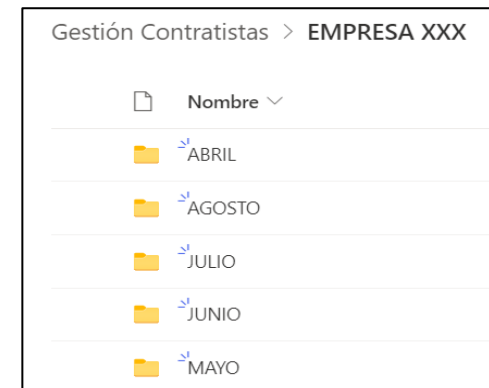 Gestión Contratistas > EMPRESA XXX
Nombre
ABRIL
AGOSTO
JULIO
JUNIO
MAYO